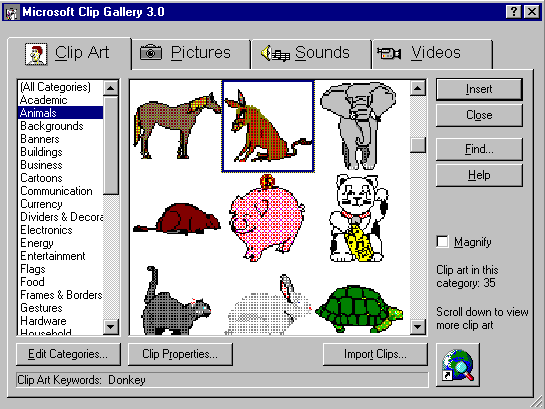 Microsoft Clip Gallery 3.0
Clip Art
Pictures
Sounds
Videos
(All Categories)
Academic
Animals
Backgrounds
Banners
Buildings
Business
Cartoons
Communication
Currency
Dividers & Decora
Electronics
Energy
Entertainment
Flags
Food
Frames & Borders
Gestures
Hardware
Household
Insert
Close
Find...
Help
Magnify
Clip art in this
category: 35
Scroll down to view
more clip art
Edit Categories...
Clip Properties...
Import Clips...
Clip Art Keywords: Donkey